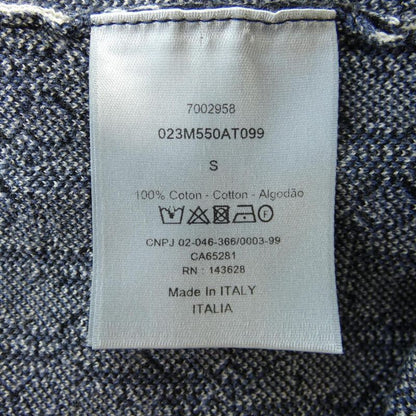 7002958
023M550AT099
S
100% Coton - Cotton - Algodão
CNPJ 02-046-366/0003-99
CA65281
RN : 143628
Made In ITALY
ITALIA